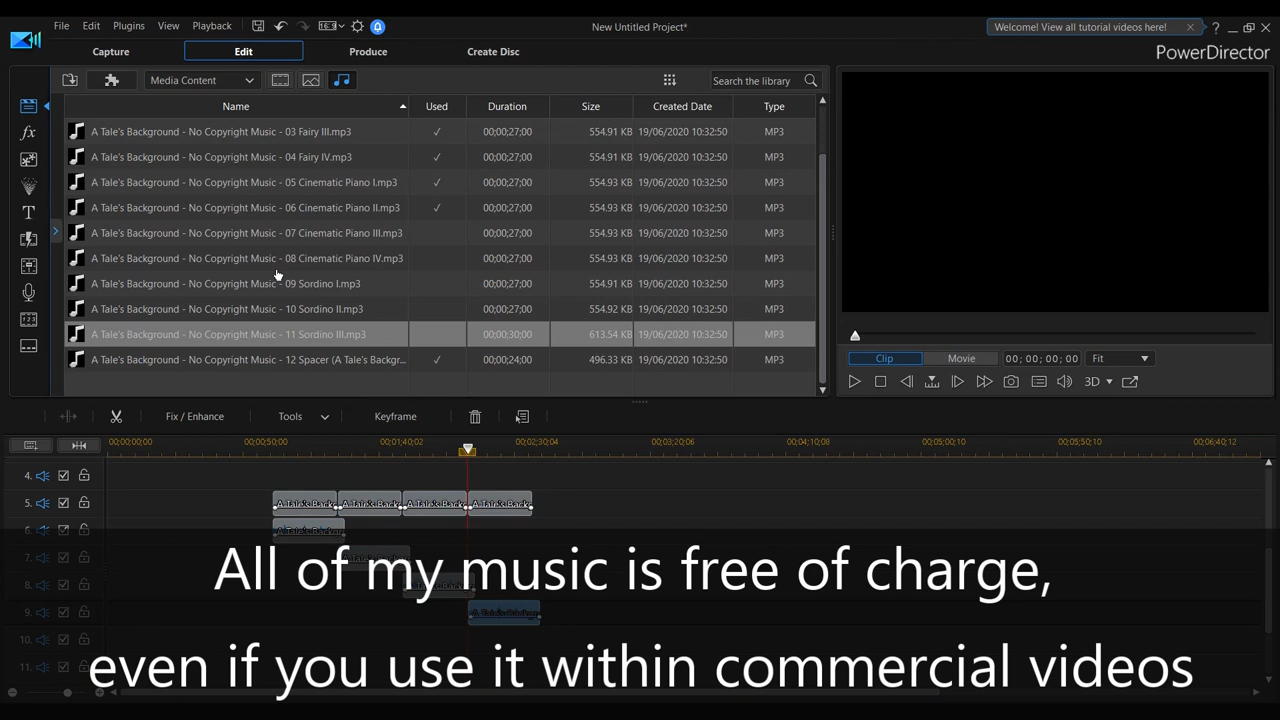 File Edit Plugins View Playback
New Untitled Project*
Welcome! View all tutorial videos here!
Capture Edit Produce Create Disc
PowerDirector
Media Content
Search the library
Name Used Duration Size Created Date Type
A Tale's Background - No Copyright Music - 03 Fairy III.mp3 ✓ 00;00;27;00 554.91 KB 19/06/2020 10:32:50 MP3
A Tale's Background - No Copyright Music - 04 Fairy IV.mp3 ✓ 00;00;27;00 554.91 KB 19/06/2020 10:32:50 MP3
A Tale's Background - No Copyright Music - 05 Cinematic Piano I.mp3 ✓ 00;00;27;00 554.93 KB 19/06/2020 10:32:50 MP3
A Tale's Background - No Copyright Music - 06 Cinematic Piano II.mp3 ✓ 00;00;27;00 554.93 KB 19/06/2020 10:32:50 MP3
A Tale's Background - No Copyright Music - 07 Cinematic Piano III.mp3 00;00;27;00 554.93 KB 19/06/2020 10:32:50 MP3
A Tale's Background - No Copyright Music - 08 Cinematic Piano IV.mp3 00;00;27;00 554.93 KB 19/06/2020 10:32:50 MP3
A Tale's Background - No Copyright Music - 09 Sordino I.mp3 00;00;27;00 554.91 KB 19/06/2020 10:32:50 MP3
A Tale's Background - No Copyright Music - 10 Sordino II.mp3 00;00;27;00 554.92 KB 19/06/2020 10:32:50 MP3
A Tale's Background - No Copyright Music - 11 Sordino III.mp3 00;00;30;00 613.54 KB 19/06/2020 10:32:50 MP3
A Tale's Background - No Copyright Music - 12 Spacer (A Tale's Backgr... ✓ 00;00;24;00 496.33 KB 19/06/2020 10:32:50 MP3
Clip Movie 00; 00; 00; 00 Fit
3D
Fix / Enhance Tools Keyframe
00;00;00;00 00;00;50;00 00;01;40;02 00;02;30;04 00;03;20;06 00;04;10;08 00;05;00;10 00;05;50;10 00;06;40;12
4.
5. A Tale's Backg A Tale's Backg A Tale's Backg A Tale's Backg
6.
7.
8.
9.
10.
11.
All of my music is free of charge,
even if you use it within commercial videos